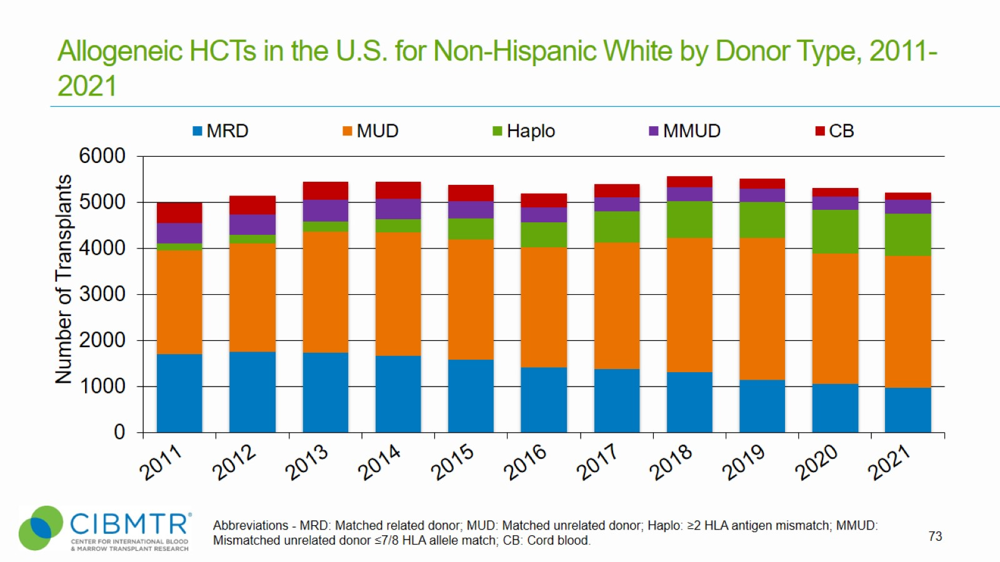 Allogeneic HCTs in the U.S. for Non-Hispanic White by Donor Type, 2011-
2021
MRD MUD Haplo MMUD CB
Number of Transplants
6000
5000
4000
3000
2000
1000
0
2011 2012 2013 2014 2015 2016 2017 2018 2019 2020 2021
CIBMTR®
CENTER FOR INTERNATIONAL BLOOD
& MARROW TRANSPLANT RESEARCH
Abbreviations - MRD: Matched related donor; MUD: Matched unrelated donor; Haplo: ≥2 HLA antigen mismatch; MMUD:
Mismatched unrelated donor ≤7/8 HLA allele match; CB: Cord blood.
73